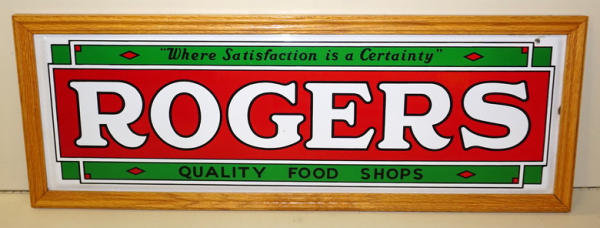 "Where Satisfaction is a Certainty"
ROGERS
QUALITY FOOD SHOPS